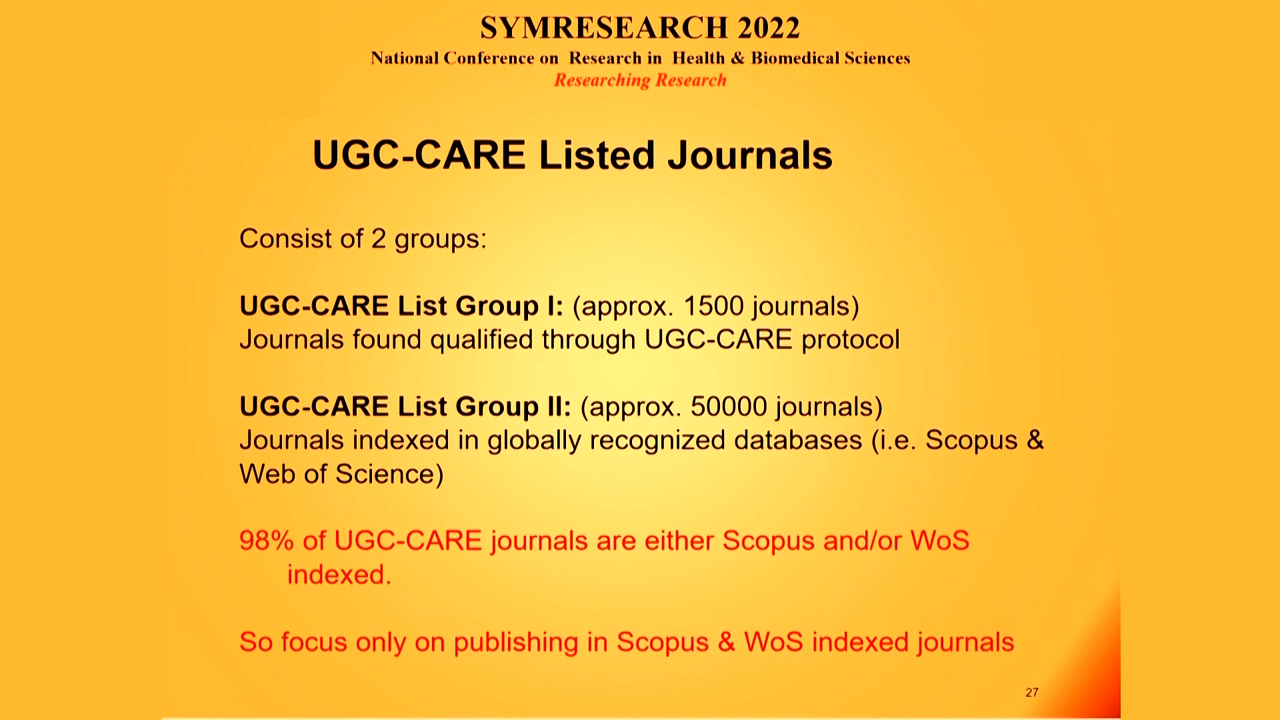 SYMRESEARCH 2022
National Conference on Research in Health & Biomedical Sciences
Researching Research
UGC-CARE Listed Journals
Consist of 2 groups:
UGC-CARE List Group I: (approx. 1500 journals)
Journals found qualified through UGC-CARE protocol
UGC-CARE List Group II: (approx. 50000 journals)
Journals indexed in globally recognized databases (i.e. Scopus &
Web of Science)
98% of UGC-CARE journals are either Scopus and/or WoS
indexed.
So focus only on publishing in Scopus & WoS indexed journals
27